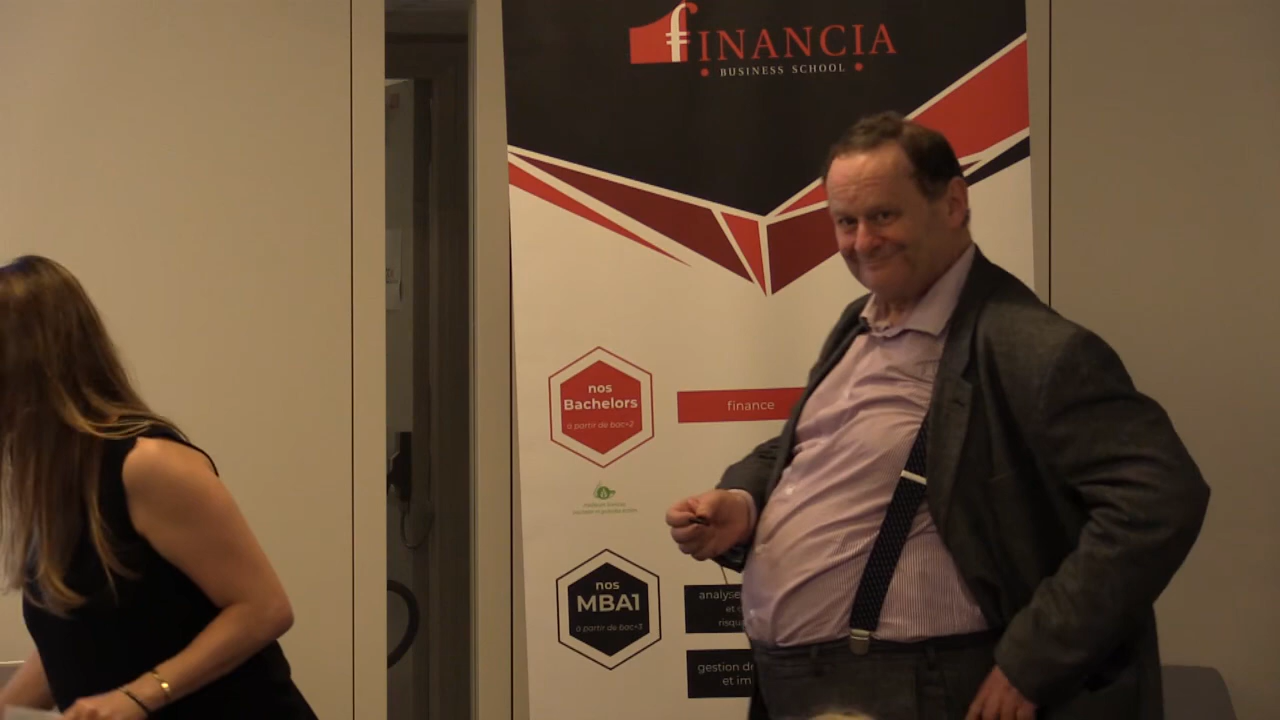 fINANCIA
BUSINESS SCHOOL
nos
Bachelors
à partir de bac+2
finance
nos
MBA1
à partir de bac+3
analyse
et
risqu
gestion de
et im